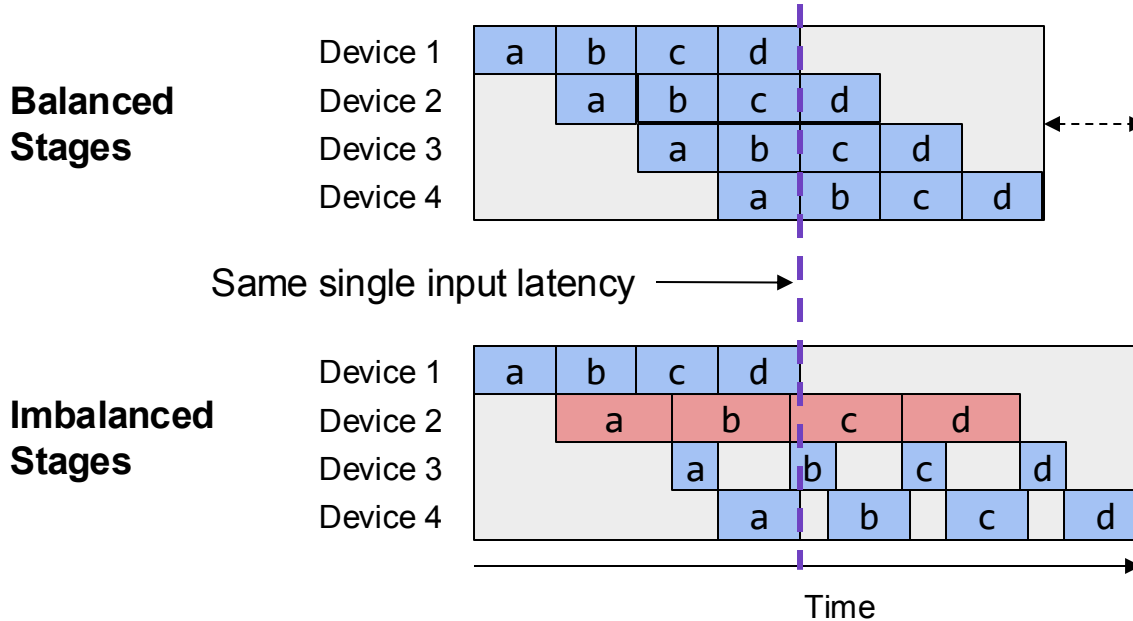 Balanced
Stages
Device 1 a b c d
Device 2 a b c d
Device 3 a b c d
Device 4 a b c d
Same single input latency
Imbalanced
Stages
Device 1 a b c d
Device 2 a b c d
Device 3 a b c d
Device 4 a b c d
Time